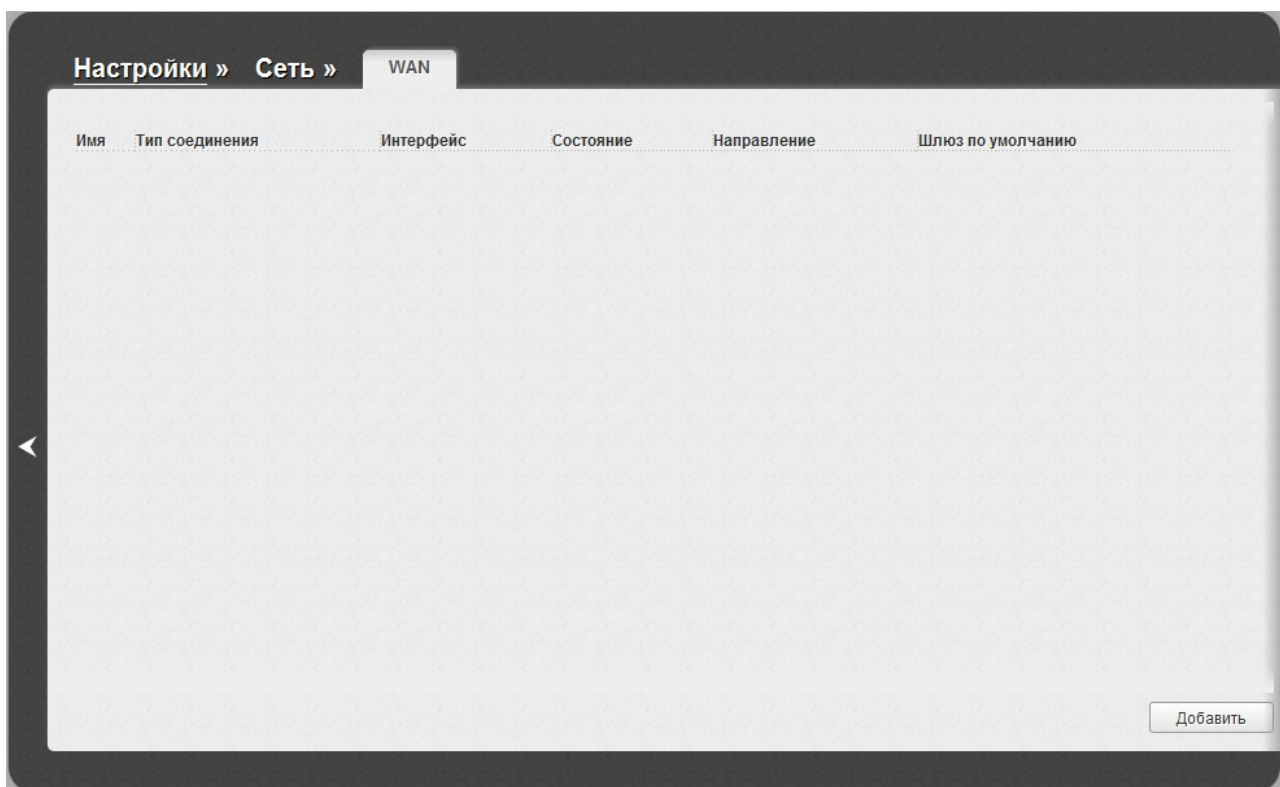 Настройки » Сеть » WAN
Имя Тип соединения Интерфейс Состояние Направление Шлюз по умолчанию
Добавить